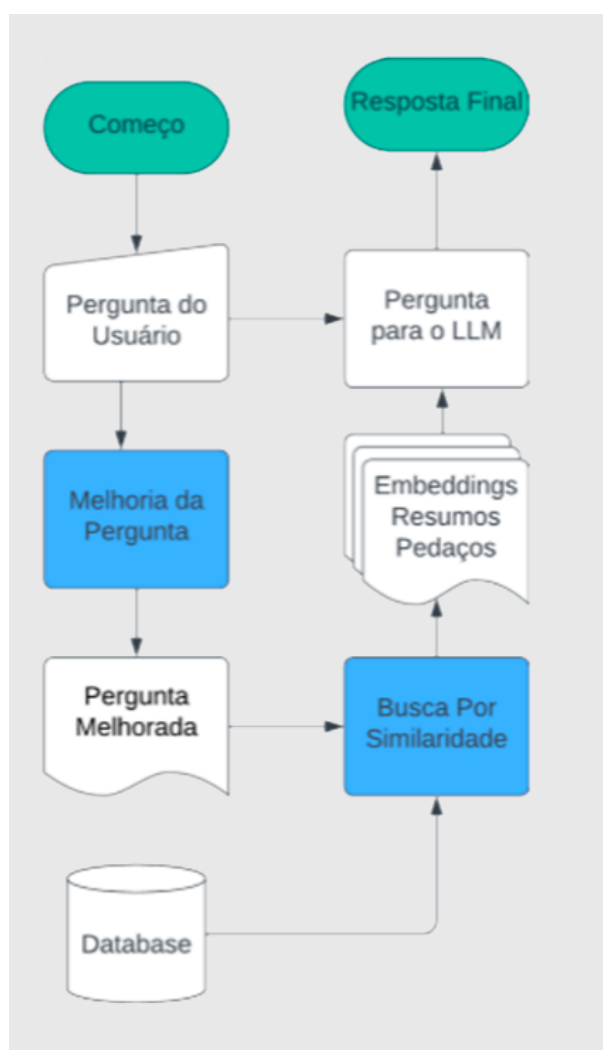 Começo
Resposta Final
Pergunta do
Usuário
Pergunta
para o LLM
Melhoria da
Pergunta
Embeddings
Resumos
Pedaços
Pergunta
Melhorada
Busca Por
Similaridade
Database